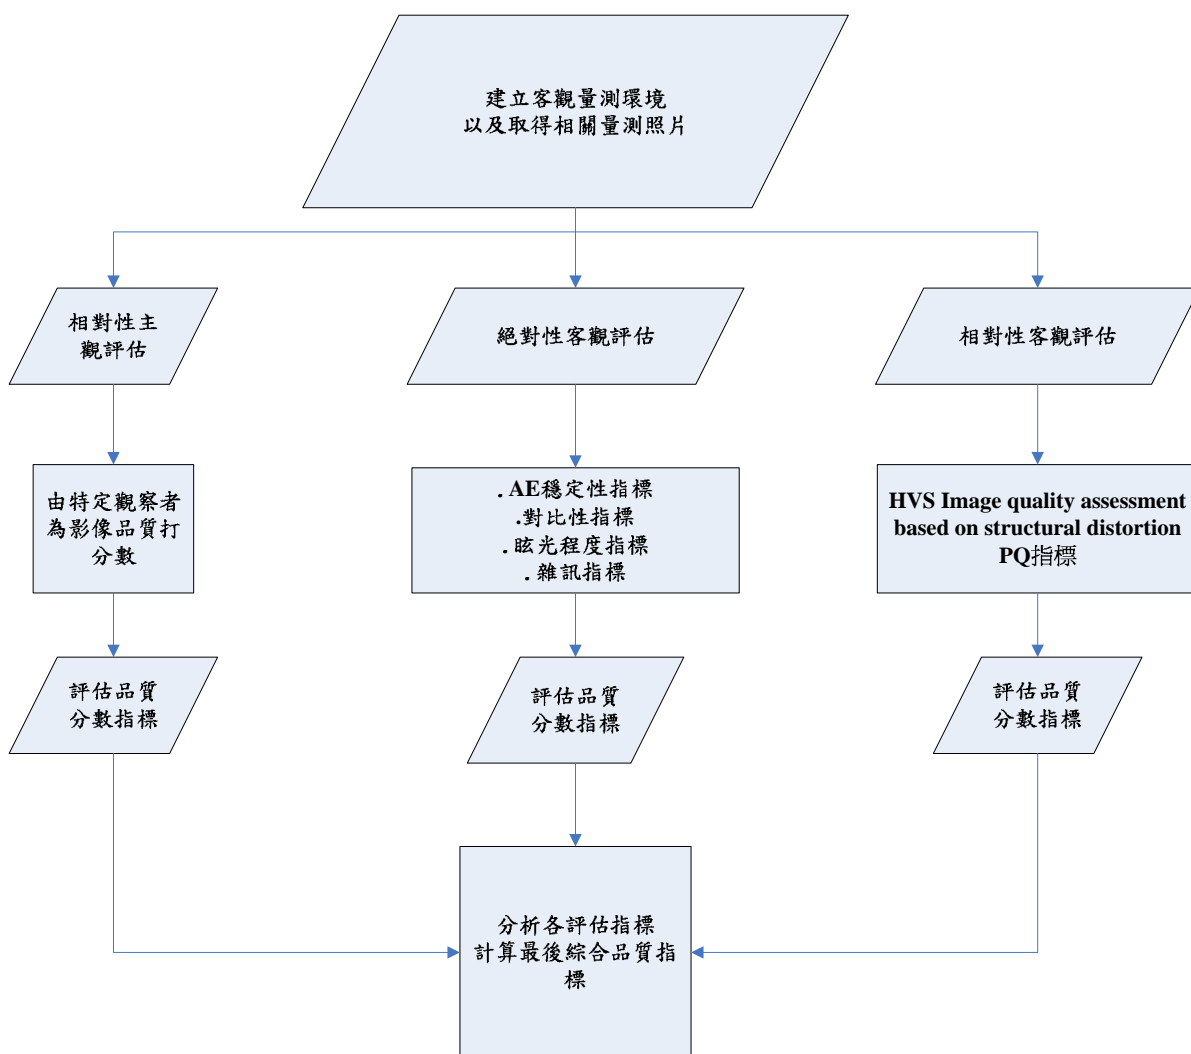 建立客觀量測環境
以及取得相關量測照片
相對性主
觀評估
絕對性客觀評估
相對性客觀評估
由特定觀察者
為影像品質打
分數
. AE穩定性指標
.對比性指標
. 眩光程度指標
. 雜訊指標
HVS Image quality assessment
based on structural distortion
PQ指標
評估品質
分數指標
評估品質
分數指標
評估品質
分數指標
分析各評估指標
計算最後綜合品質指
標